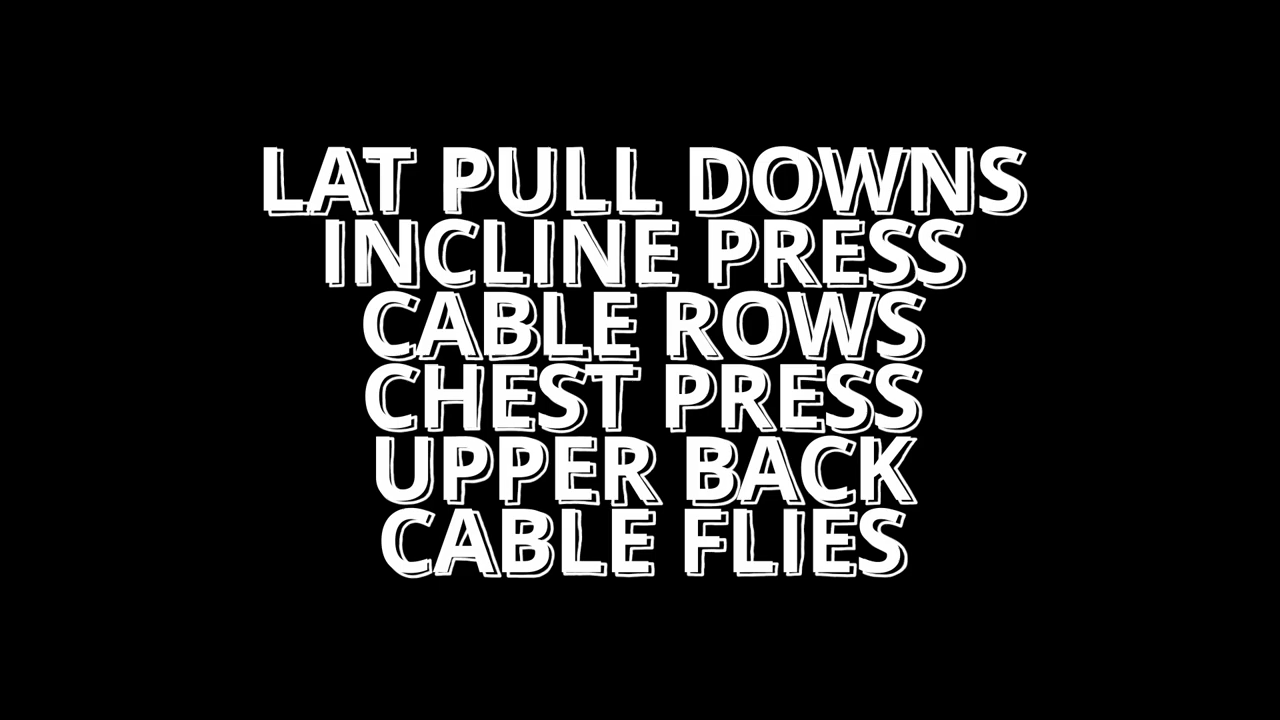 LAT PULL DOWNS
INCLINE PRESS
CABLE ROWS
CHEST PRESS
UPPER BACK
CABLE FLIES